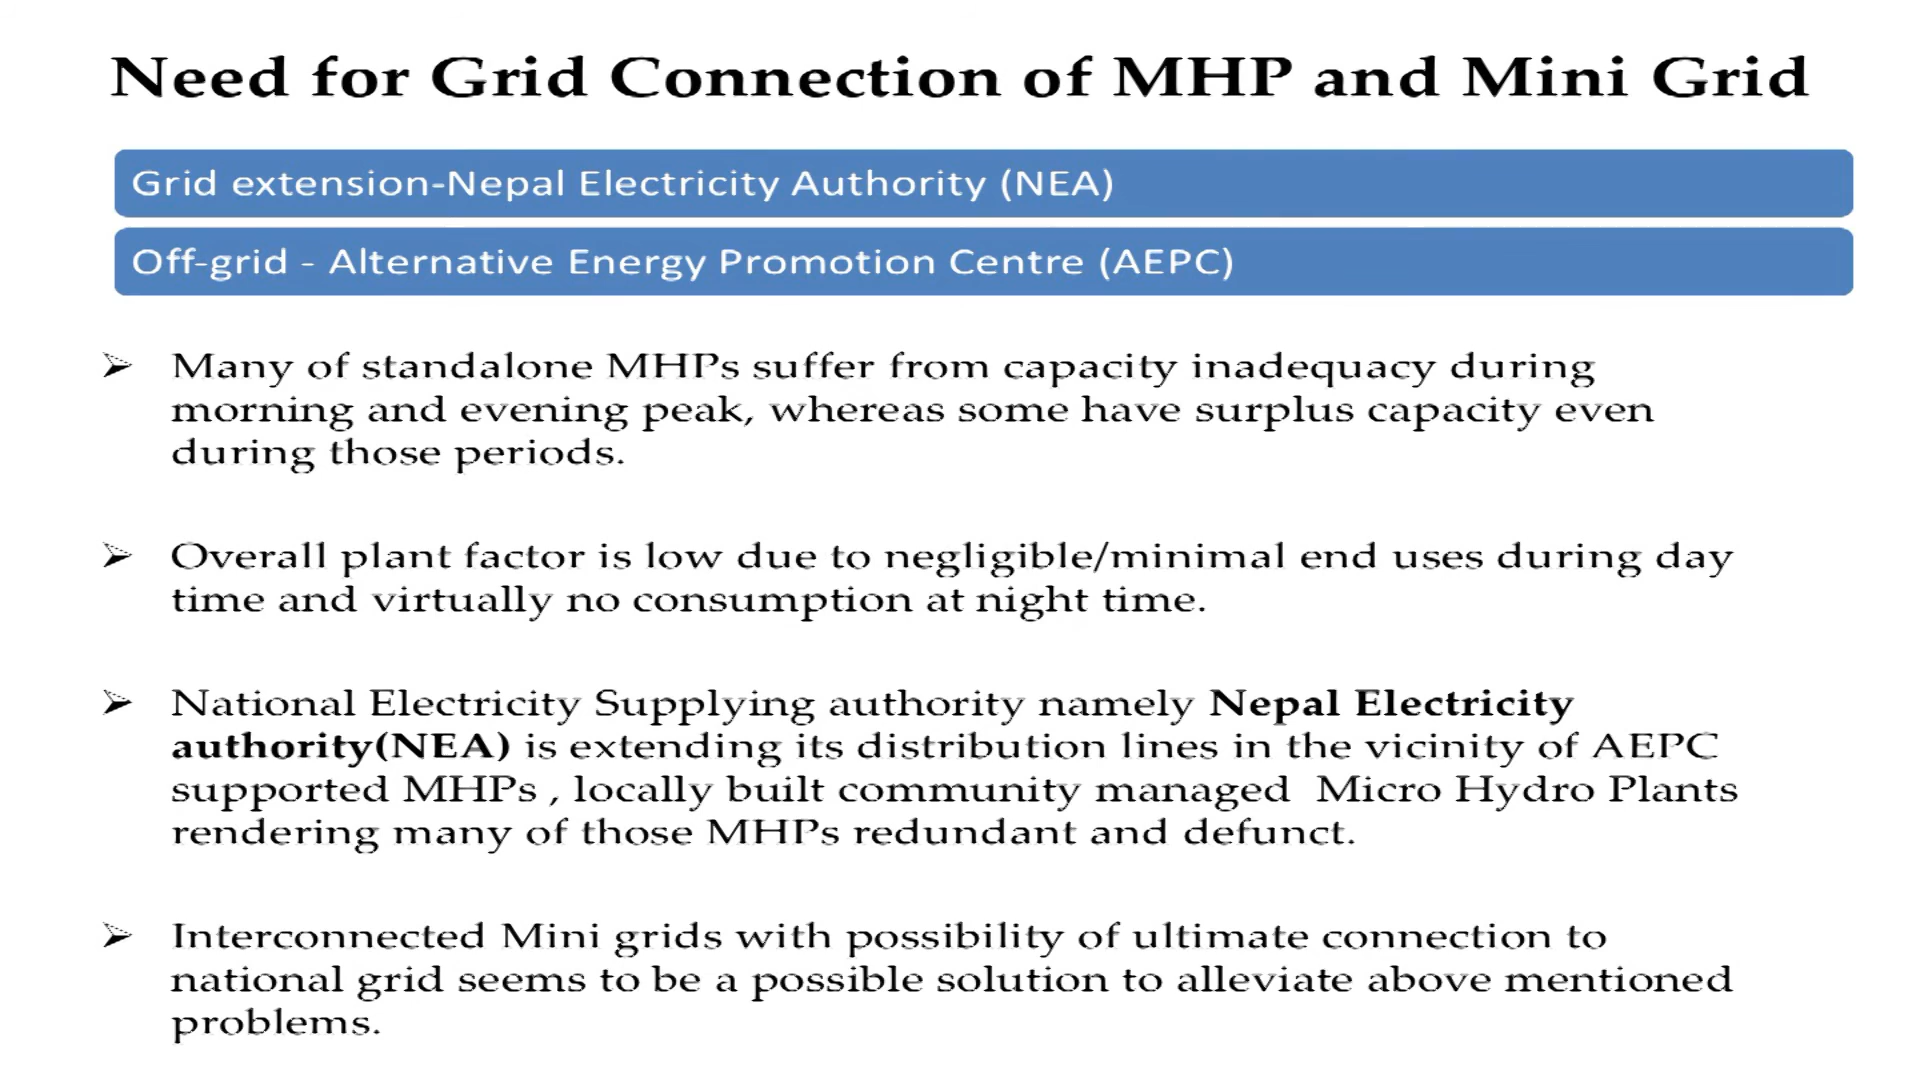 Need for Grid Connection of MHP and Mini Grid
Grid extension-Nepal Electricity Authority (NEA)
Off-grid - Alternative Energy Promotion Centre (AEPC)
➢ Many of standalone MHPs suffer from capacity inadequacy during
morning and evening peak, whereas some have surplus capacity even
during those periods.
➢ Overall plant factor is low due to negligible/minimal end uses during day
time and virtually no consumption at night time.
➢ National Electricity Supplying authority namely Nepal Electricity
authority(NEA) is extending its distribution lines in the vicinity of AEPC
supported MHPs , locally built community managed  Micro Hydro Plants
rendering many of those MHPs redundant and defunct.
➢ Interconnected Mini grids with possibility of ultimate connection to
national grid seems to be a possible solution to alleviate above mentioned
problems.